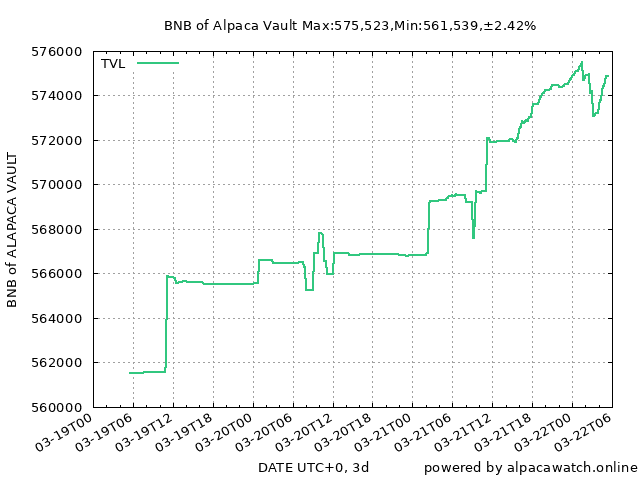 BNB of Alpaca Vault Max:575,523,Min:561,539,±2.42%
TVL
BNB of ALAPACA VAULT
576000
574000
572000
570000
568000
566000
564000
562000
560000
03-19T00
03-19T06
03-19T12
03-19T18
03-20T00
03-20T06
03-20T12
03-20T18
03-21T00
03-21T06
03-21T12
03-21T18
03-22T00
03-22T06
DATE UTC+0, 3d
powered by alpacawatch.online